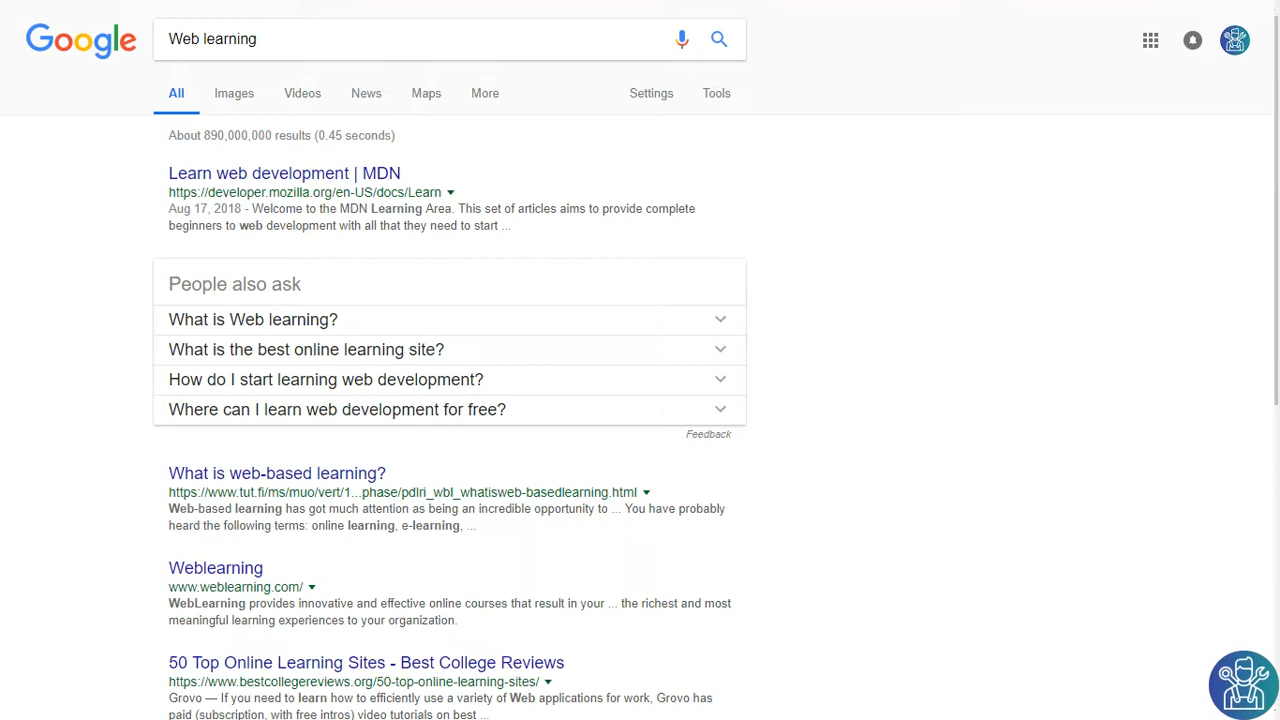 Google
Web learning
All Images Videos News Maps More Settings Tools
About 890,000,000 results (0.45 seconds)
Learn web development | MDN
https://developer.mozilla.org/en-US/docs/Learn
Aug 17, 2018 - Welcome to the MDN Learning Area. This set of articles aims to provide complete
beginners to web development with all that they need to start ...
People also ask
What is Web learning?
What is the best online learning site?
How do I start learning web development?
Where can I learn web development for free?
Feedback
What is web-based learning?
https://www.tut.fi/ms/muo/vert/1...phase/pdlri_wbl_whatisweb-basedlearning.html
Web-based learning has got much attention as being an incredible opportunity to ... You have probably
heard the following terms: online learning, e-learning, ...
Weblearning
www.weblearning.com/
WebLearning provides innovative and effective online courses that result in your ... the richest and most
meaningful learning experiences to your organization.
50 Top Online Learning Sites - Best College Reviews
https://www.bestcollegereviews.org/50-top-online-learning-sites/
Grovo — If you need to learn how to efficiently use a variety of Web applications for work, Grovo has
paid (subscription, with free intros) video tutorials on best ...